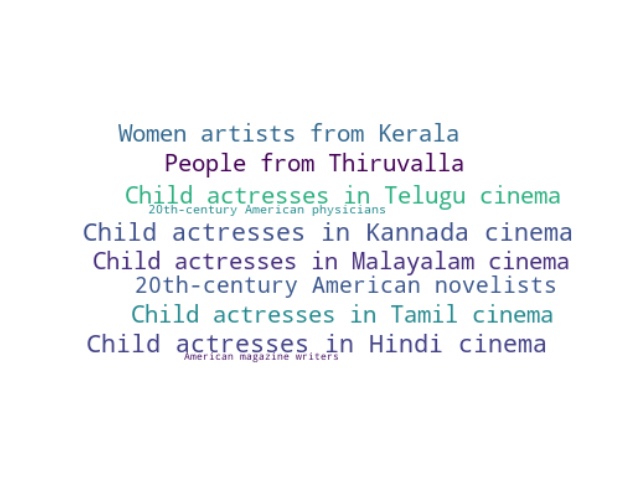 Women artists from Kerala
People from Thiruvalla
Child actresses in Telugu cinema
20th-century American physicians
Child actresses in Kannada cinema
Child actresses in Malayalam cinema
20th-century American novelists
Child actresses in Tamil cinema
Child actresses in Hindi cinema
American magazine writers